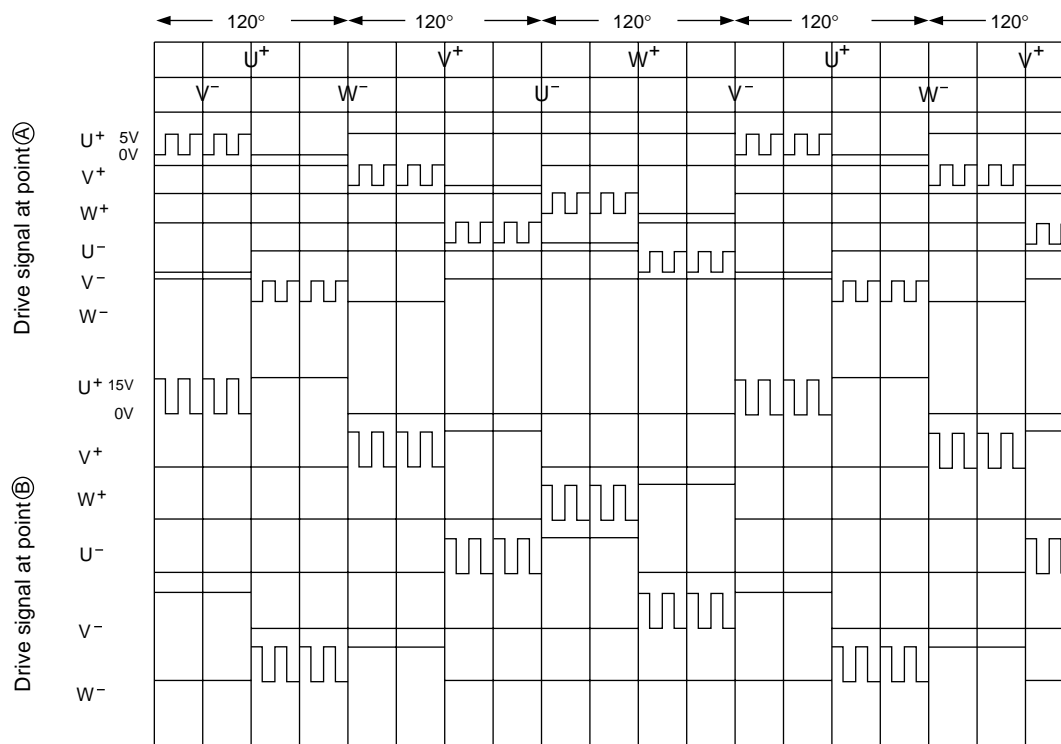 120° 120° 120° 120° 120°
U⁺ V⁺ W⁺ U⁺ V⁺
V⁻ W⁻ U⁻ V⁻ W⁻
Drive signal at point Ⓐ
U⁺ 5V
0V
V⁺
W⁺
U⁻
V⁻
W⁻
Drive signal at point Ⓑ
U⁺ 15V
0V
V⁺
W⁺
U⁻
V⁻
W⁻